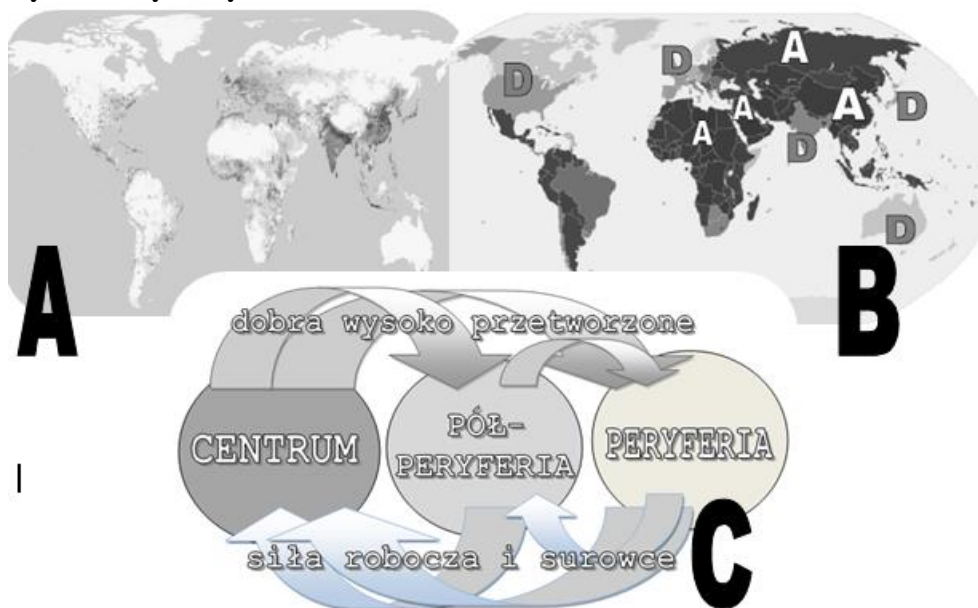 D
D
A
A
A
D
A
D
D
A
B
dobra wysoko przetworzone
CENTRUM
PÓŁ-
PERYFERIA
PERYFERIA
siła robocza i surowce
C